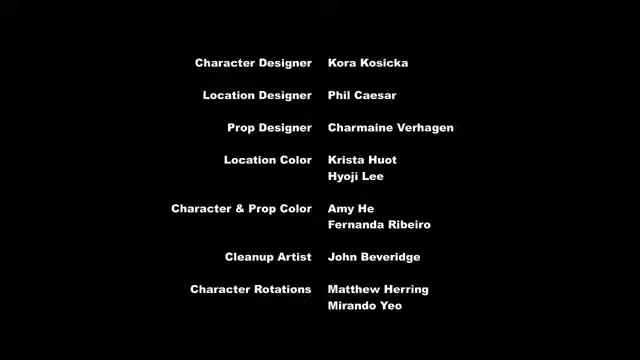 Character Designer Kora Kosicka
Location Designer Phil Caesar
Prop Designer Charmaine Verhagen
Location Color Krista Huot
Hyoji Lee
Character & Prop Color Amy He
Fernanda Ribeiro
Cleanup Artist John Beveridge
Character Rotations Matthew Herring
Mirando Yeo